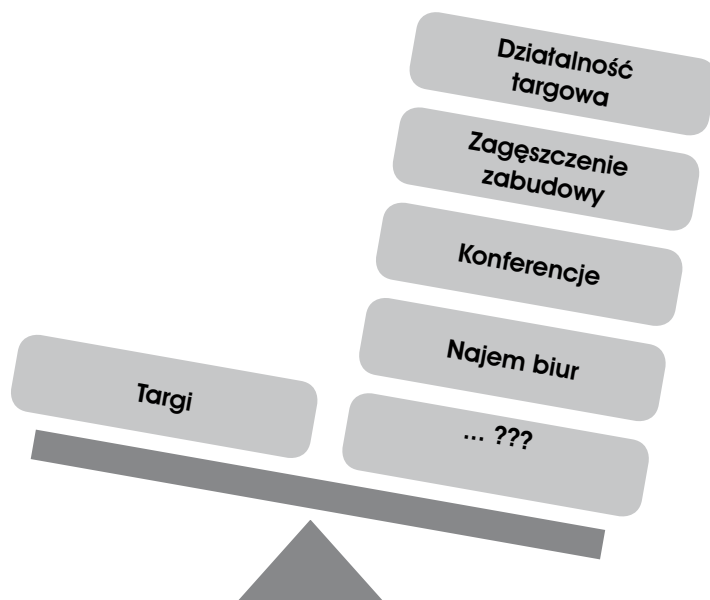 Działalność
targowa
Zagęszczenie
zabudowy
Konferencje
Najem biur
... ???
Targi